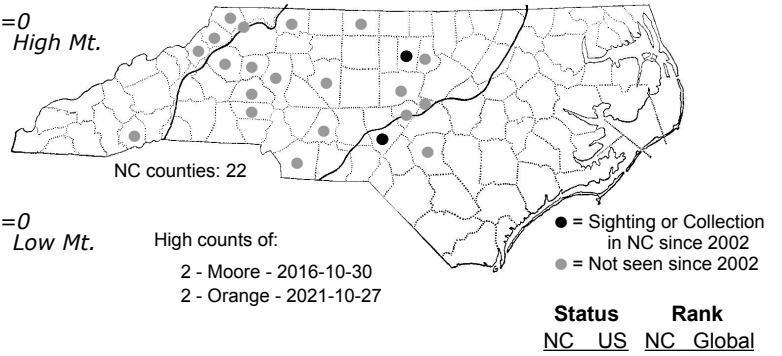 =0
High Mt.
NC counties: 22
=0
Low Mt.
High counts of:
2 - Moore - 2016-10-30
2 - Orange - 2021-10-27
= Sighting or Collection
in NC since 2002
= Not seen since 2002
Status Rank
NC US NC Global